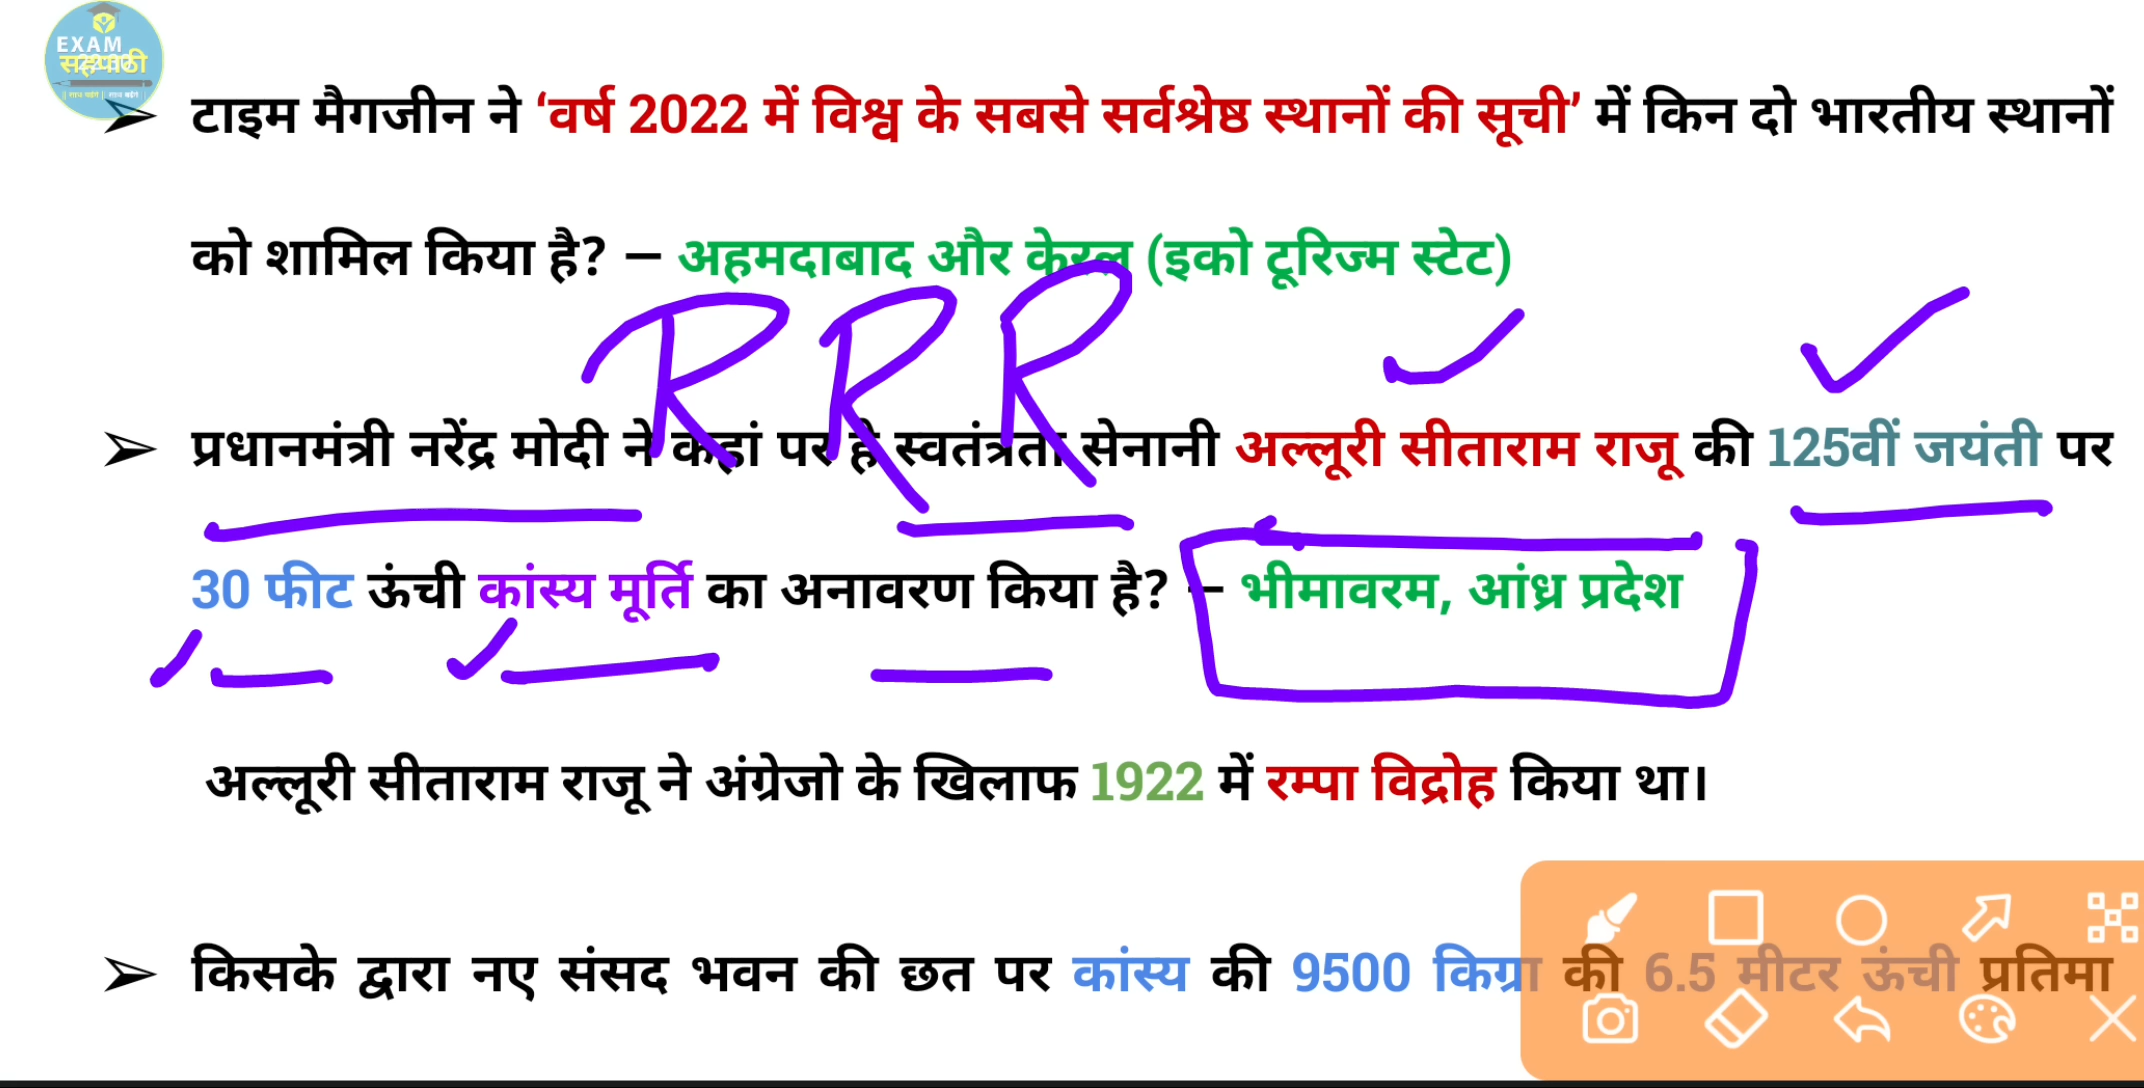 EXAM
सहपाठी
टाइम मैगजीन ने ‘वर्ष 2022 में विश्व के सबसे सर्वश्रेष्ठ स्थानों की सूची’ में किन दो भारतीय स्थानों
को शामिल किया है? – अहमदाबाद और केरल (इको टूरिज्म स्टेट)
RRR
प्रधानमंत्री नरेंद्र मोदी ने कहां पर है स्वतंत्रता सेनानी अल्लूरी सीताराम राजू की 125वीं जयंती पर
30 फीट ऊंची कांस्य मूर्ति का अनावरण किया है? – भीमावरम, आंध्र प्रदेश
अल्लूरी सीताराम राजू ने अंग्रेजो के खिलाफ 1922 में रम्पा विद्रोह किया था।
किसके द्वारा नए संसद भवन की छत पर कांस्य की 9500 किग्रा की 6.5 मीटर ऊंची प्रतिमा